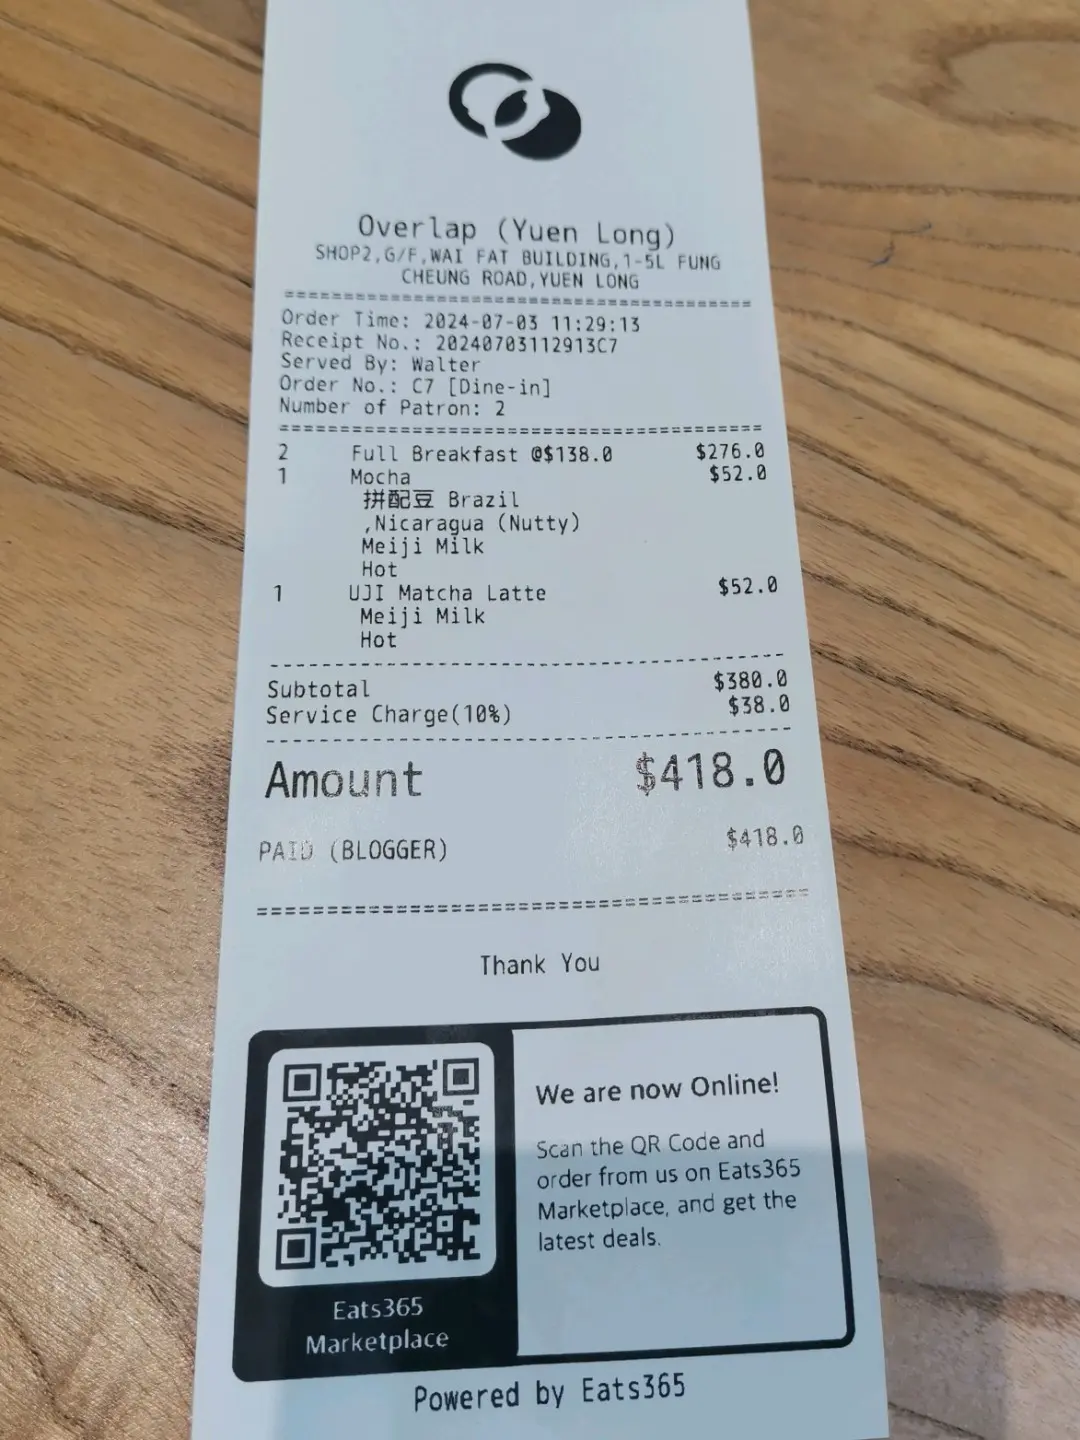 Overlap (Yuen Long)
SHOP2,G/F,WAI FAT BUILDING,1-5L FUNG
CHEUNG ROAD,YUEN LONG
Order Time: 2024-07-03 11:29:13
Receipt No.: 20240703112913C7
Served By: Walter
Order No.: C7 [Dine-in]
Number of Patron: 2
2 Full Breakfast @$138.0 $276.0
1 Mocha $52.0
拼配豆 Brazil
,Nicaragua (Nutty)
Meiji Milk
Hot
1 UJI Matcha Latte $52.0
Meiji Milk
Hot
Subtotal $380.0
Service Charge(10%) $38.0
Amount $418.0
PAID (BLOGGER) $418.0
Thank You
We are now Online!
Scan the QR Code and
order from us on Eats365
Marketplace, and get the
latest deals.
Eats365
Marketplace
Powered by Eats365